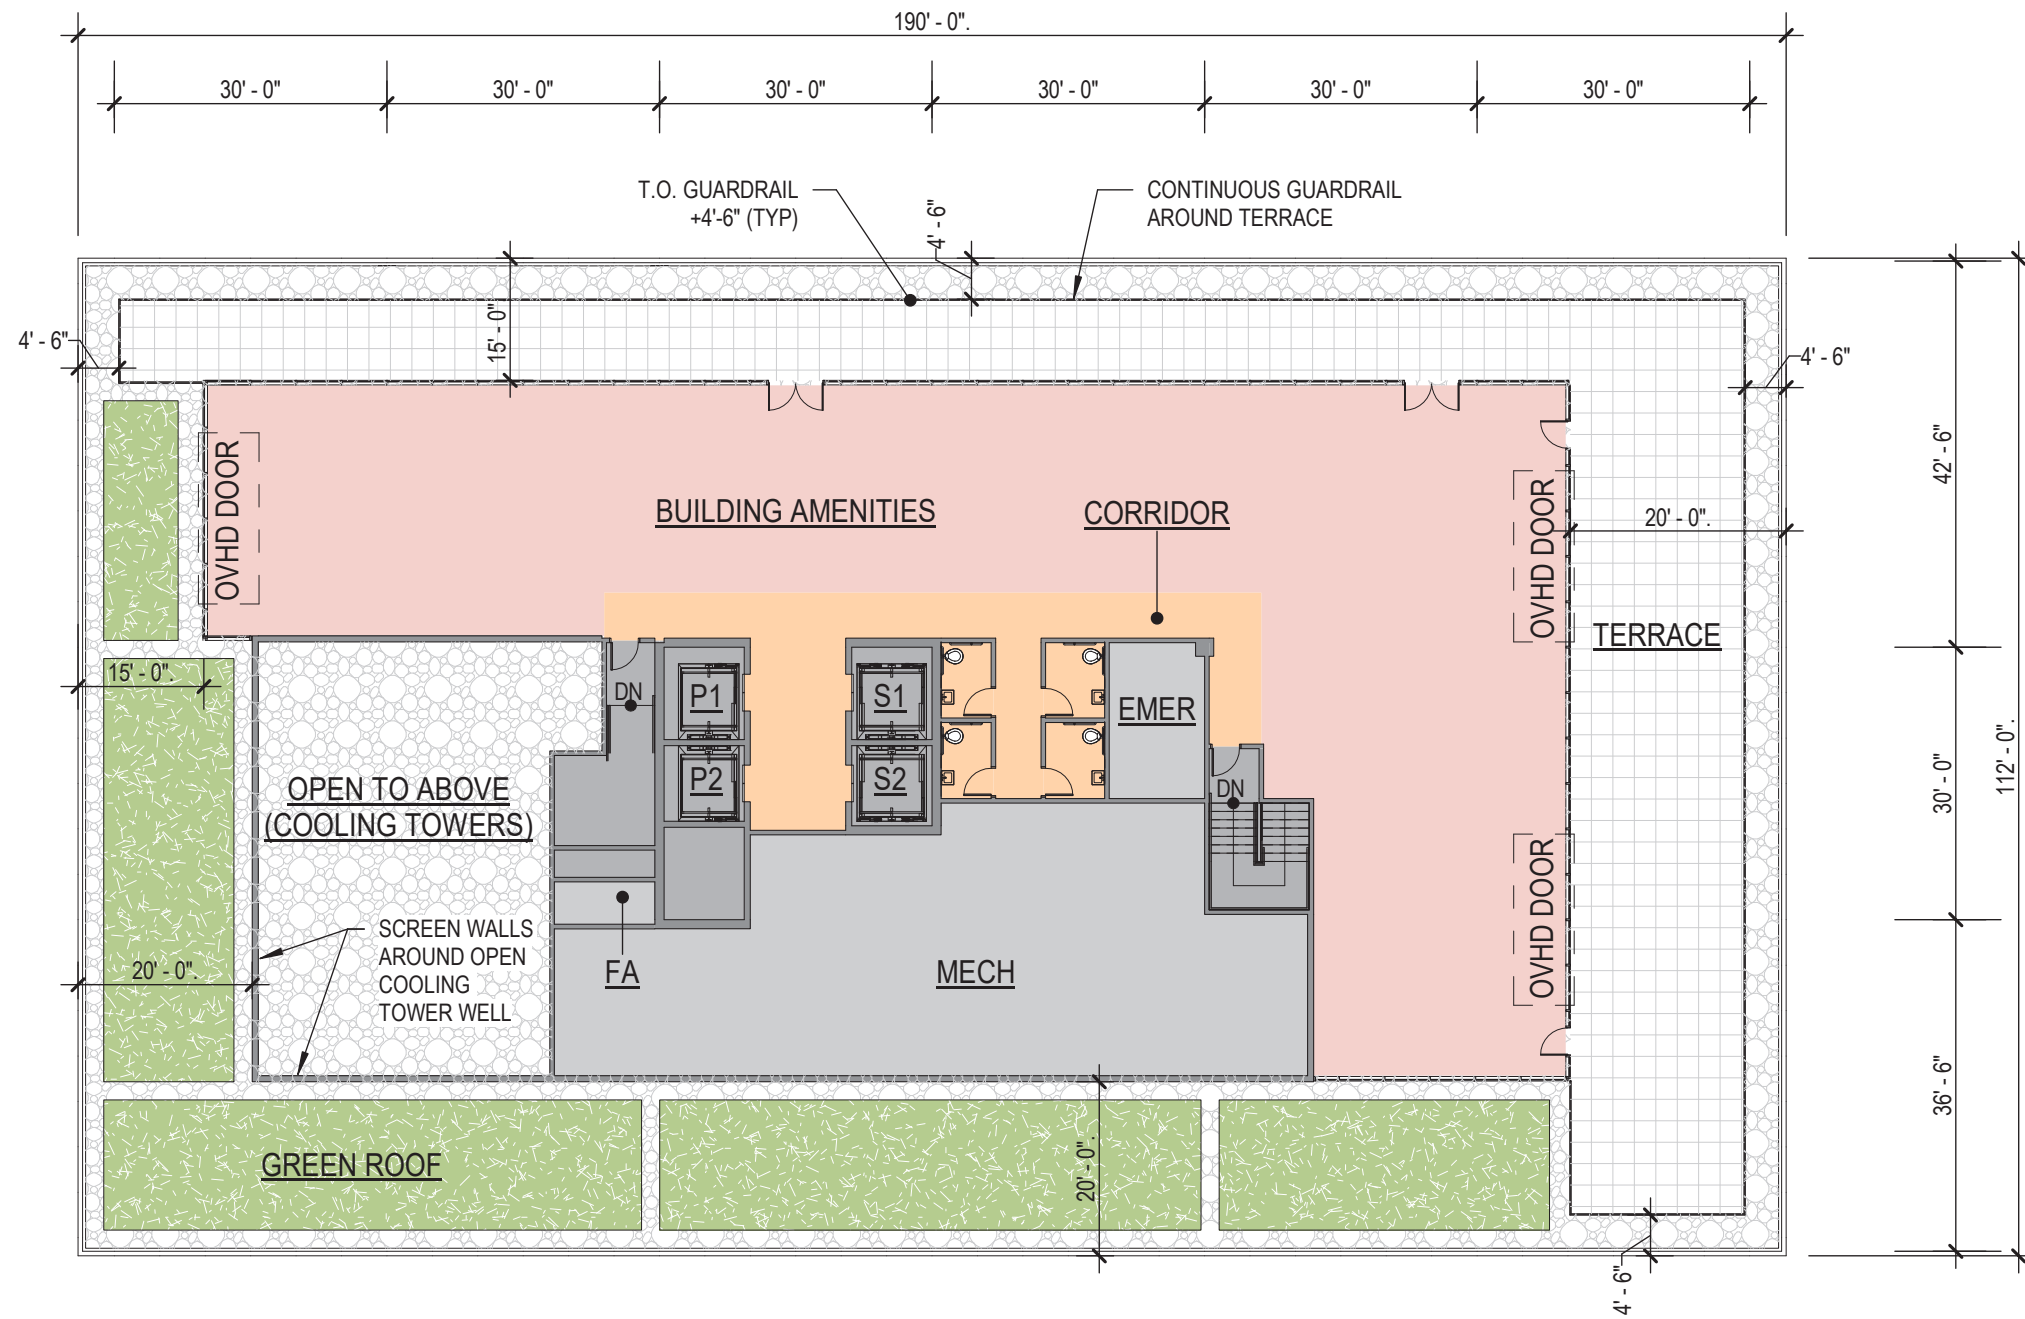 190' - 0".
30' - 0"
30' - 0"
30' - 0"
30' - 0"
30' - 0"
30' - 0"
T.O. GUARDRAIL
+4'-6" (TYP)
4' - 6"
CONTINUOUS GUARDRAIL
AROUND TERRACE
15' - 0".
4' - 6"
4' - 6"
42' - 6"
OVHD DOOR
BUILDING AMENITIES
CORRIDOR
OVHD DOOR
20' - 0".
TERRACE
15' - 0".
DN
P1
S1
EMER
P2
S2
DN
30' - 0"
112' - 0".
OPEN TO ABOVE
(COOLING TOWERS)
OVHD DOOR
SCREEN WALLS
AROUND OPEN
COOLING
TOWER WELL
20' - 0".
FA
MECH
36' - 6"
GREEN ROOF
20' - 0".
4' - 6"